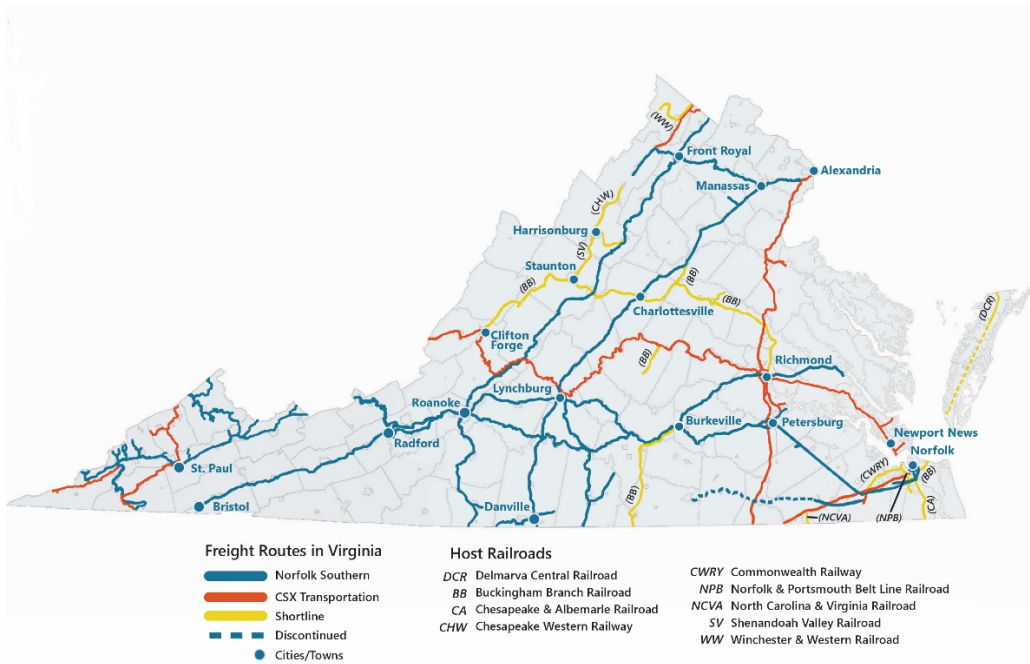 (WW)
Front Royal
Alexandria
Manassas
(CHW)
Harrisonburg
(SV)
Staunton
(BB)
(BB)
(BB)
(DCR)
Charlottesville
Clifton
Forge
(BB)
Richmond
Lynchburg
Roanoke
Radford
Burkeville
Petersburg
Newport News
Norfolk
St. Paul
(CWRY)
(BB)
Bristol
(BB)
Danville
(CA)
(NCVA)
(NPB)
Freight Routes in Virginia
Norfolk Southern
CSX Transportation
Shortline
Discontinued
Cities/Towns
Host Railroads
DCR Delmarva Central Railroad
BB Buckingham Branch Railroad
CA Chesapeake & Albemarle Railroad
CHW Chesapeake Western Railway
CWRY Commonwealth Railway
NPB Norfolk & Portsmouth Belt Line Railroad
NCVA North Carolina & Virginia Railroad
SV Shenandoah Valley Railroad
WW Winchester & Western Railroad